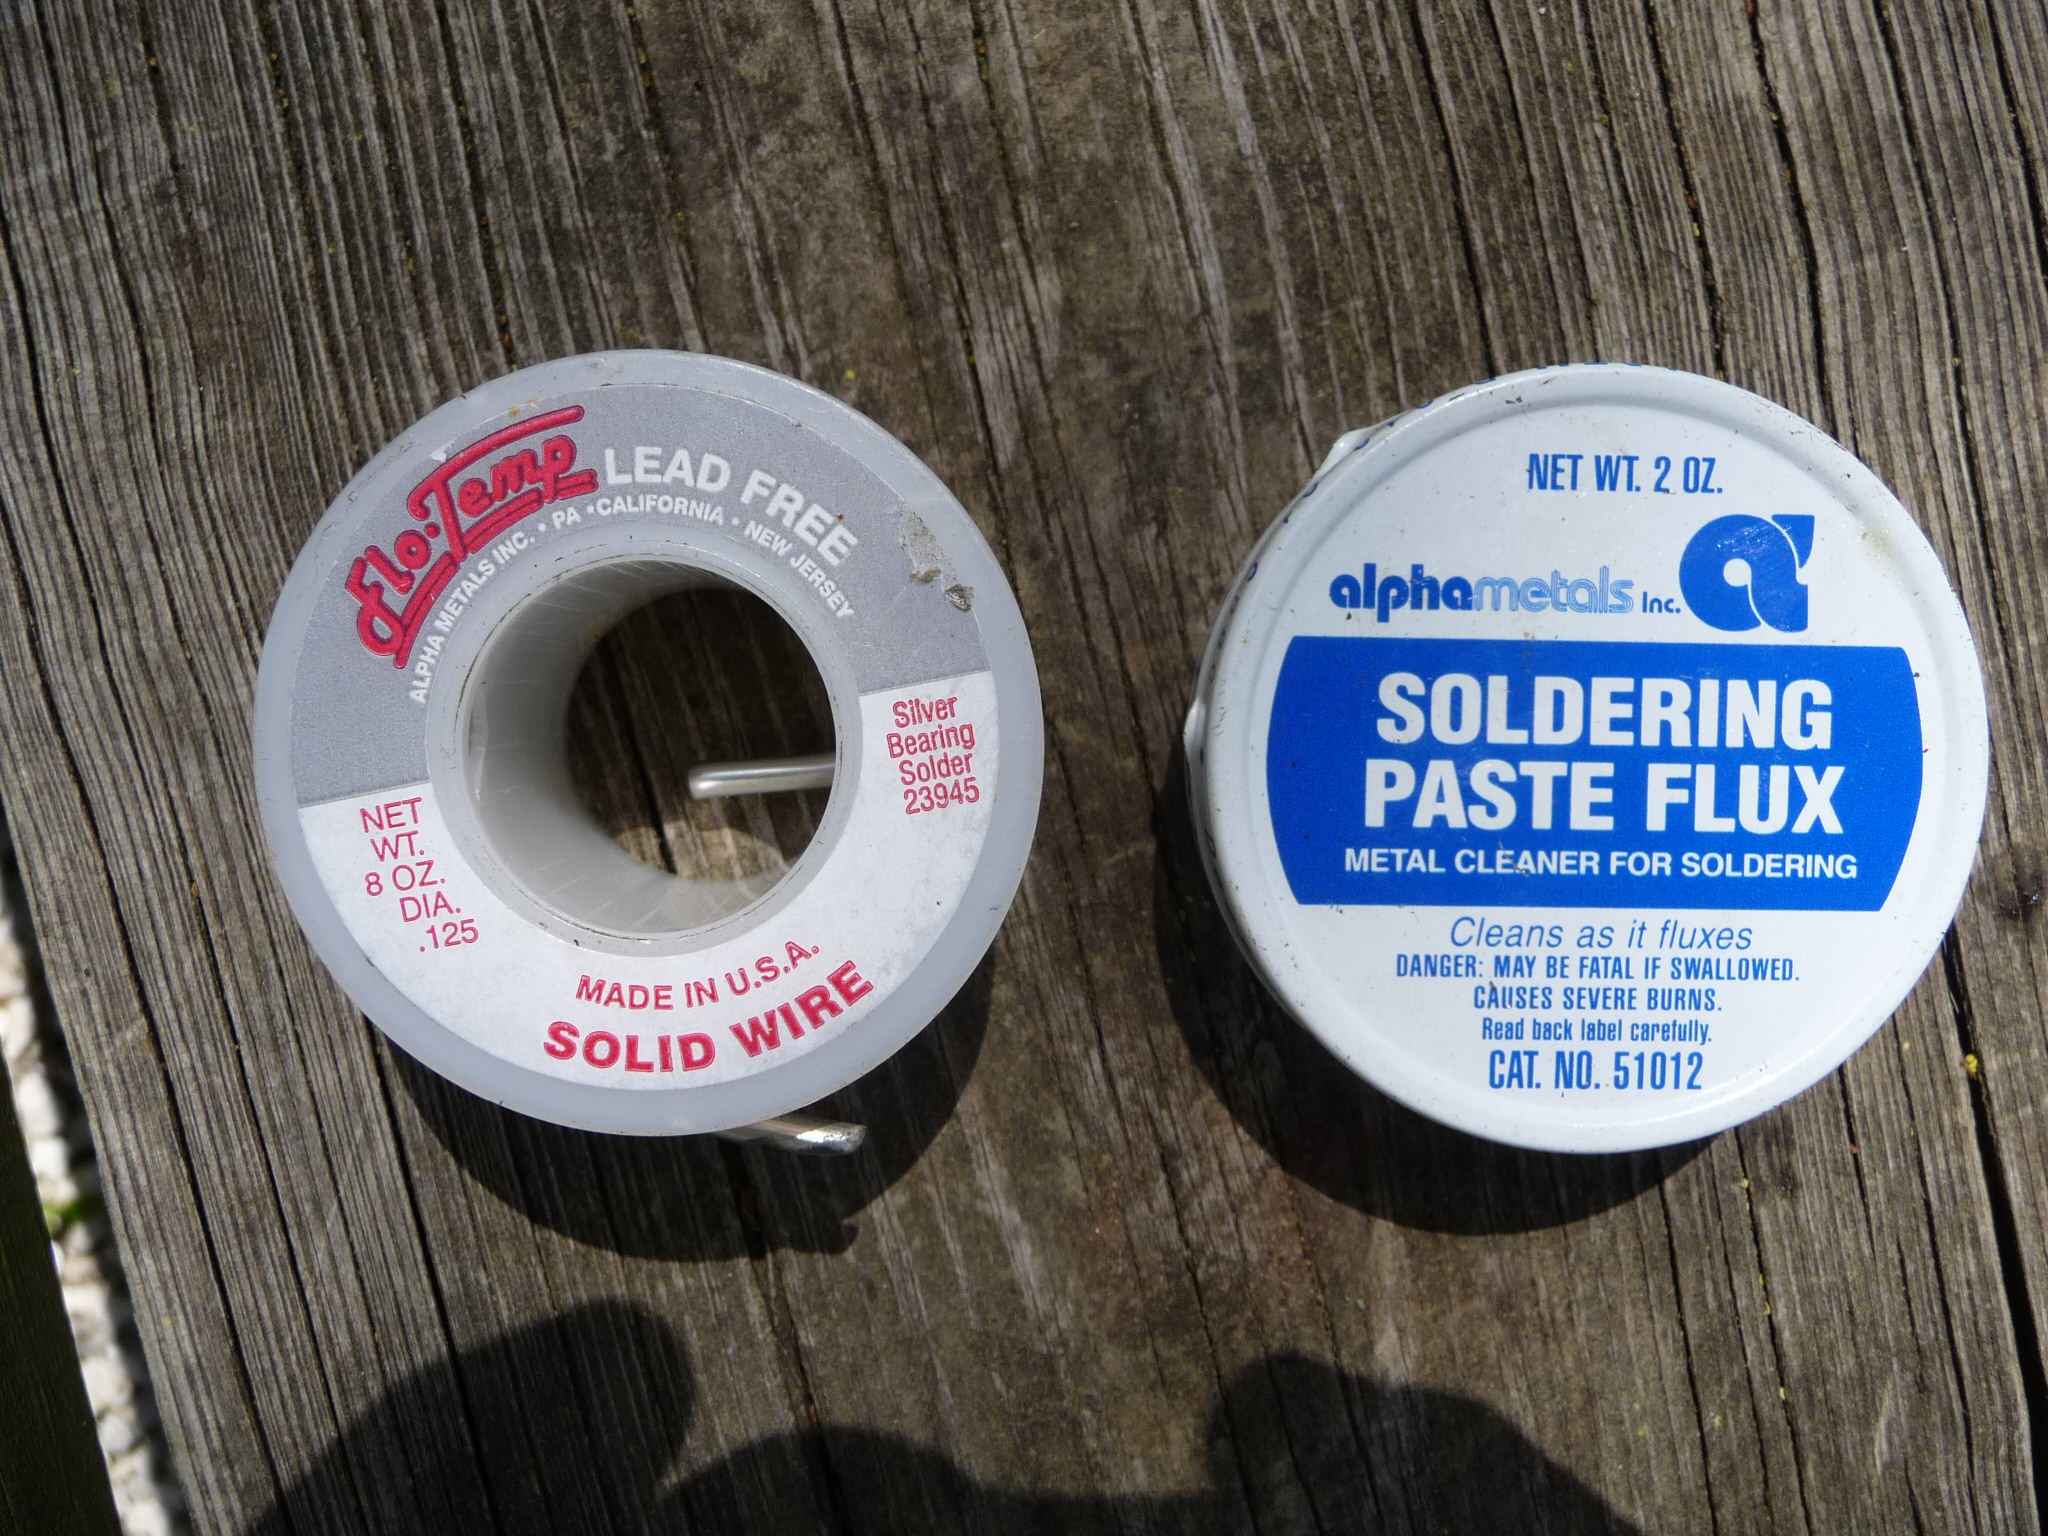 Flo·Temp LEAD FREE
ALPHA METALS INC. • PA • CALIFORNIA • NEW JERSEY
Silver
Bearing
Solder
23945
NET
WT.
8 OZ.
DIA.
.125
MADE IN U.S.A.
SOLID WIRE
NET WT. 2 OZ.
alphametals Inc.
SOLDERING
PASTE FLUX
METAL CLEANER FOR SOLDERING
Cleans as it fluxes
DANGER: MAY BE FATAL IF SWALLOWED.
CAUSES SEVERE BURNS.
Read back label carefully.
CAT. NO. 51012